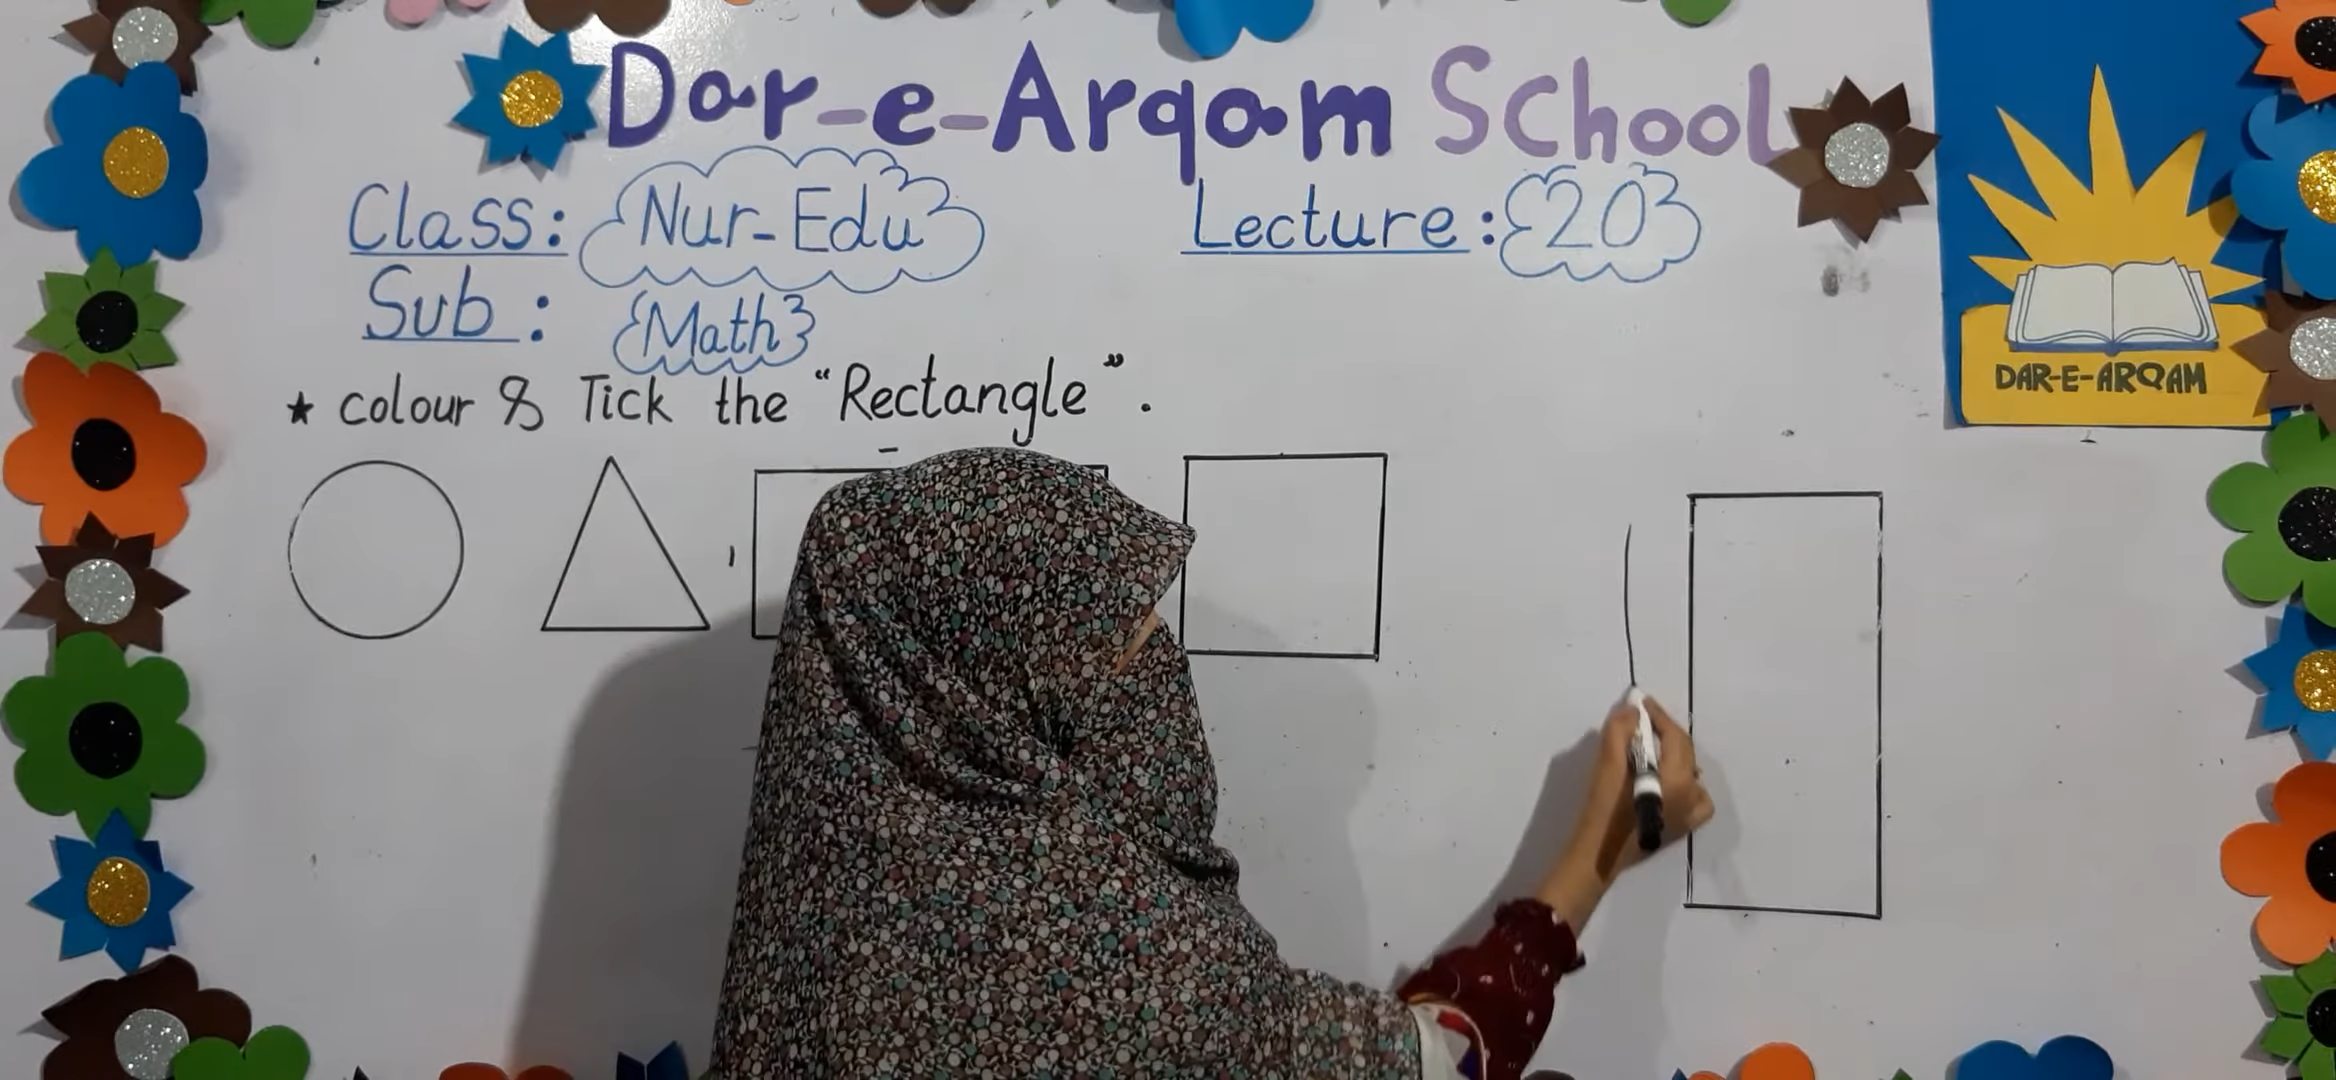 Dar-e-Arqam School
Class: Nur-Edu Lecture: 20
Sub: Math
★ colour & Tick the “Rectangle”.
DAR-E-ARQAM